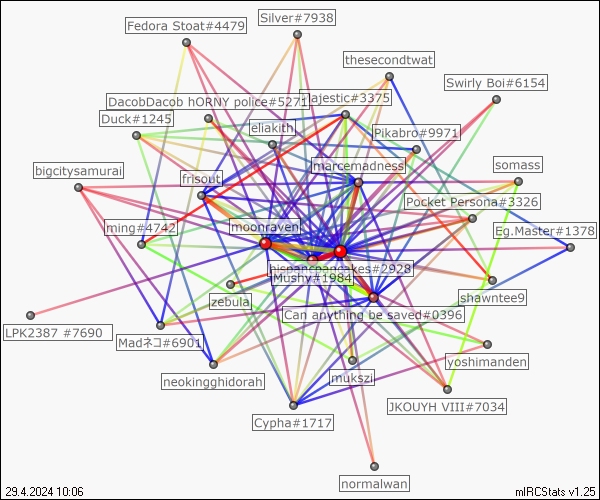 Silver#7938
Fedora Stoat#4479
thesecondtwat
Swirly Boi#6154
DacobDacob hORNY police#5271
Majestic#3375
Duck#1245
eliakith
Pikabro#9971
bigcitysamurai
marcemadness
somass
frisout
Pocket Persona#3326
ming#4742
moonraven
Eg.Master#1378
hispancpancakes#2928
Mushy#1984
zebula
shawntee9
Can anything be saved#0396
LPK2387 #7690
Madネコ#6901
yoshimanden
neokingghidorah
mukszi
JKOUYH VIII#7034
Cypha#1717
normalwan
29.4.2024 10:06
mIRCStats v1.25